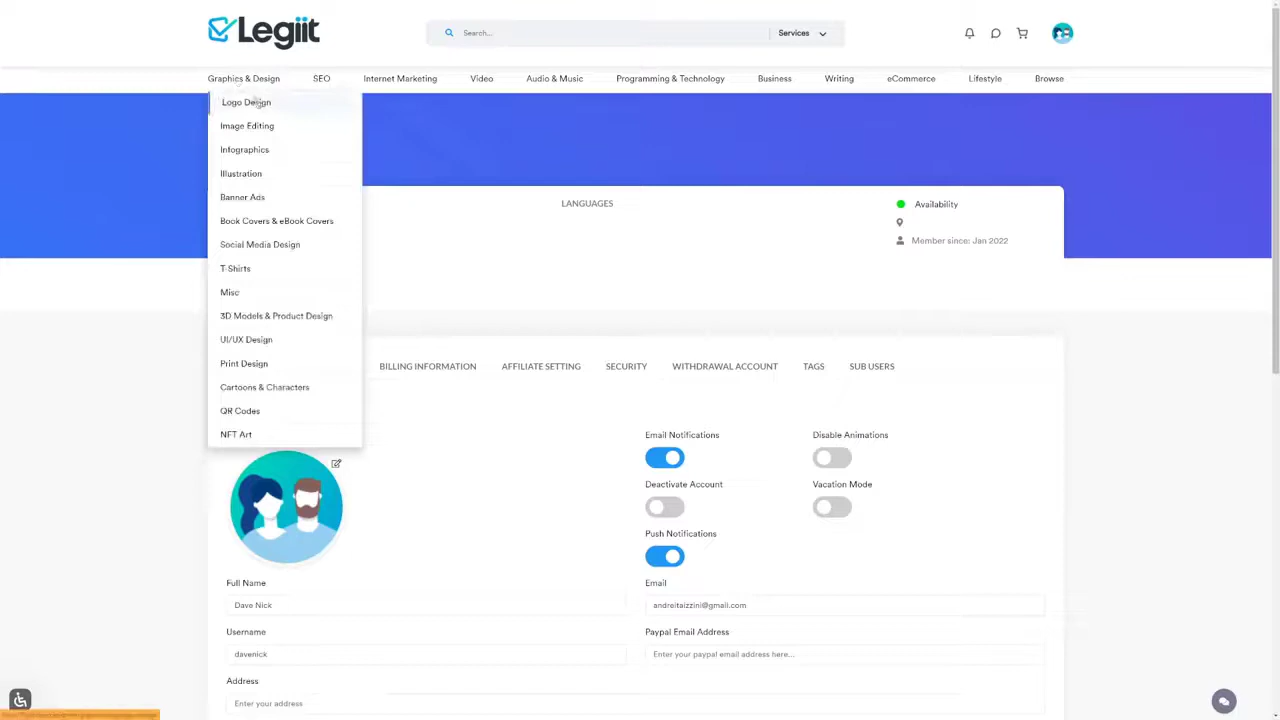 Legiit
Search...
Services
Graphics & Design SEO Internet Marketing Video Audio & Music Programming & Technology Business Writing eCommerce Lifestyle Browse
Logo Design
Image Editing
Infographics
Illustration
Banner Ads
Book Covers & eBook Covers
Social Media Design
T-Shirts
Misc
3D Models & Product Design
UI/UX Design
Print Design
Cartoons & Characters
QR Codes
NFT Art
LANGUAGES
Availability
Member since: Jan 2022
BILLING INFORMATION AFFILIATE SETTING SECURITY WITHDRAWAL ACCOUNT TAGS SUB USERS
Email Notifications Disable Animations
Deactivate Account Vacation Mode
Push Notifications
Full Name Email
Dave Nick andreitaizzini@gmail.com
Username Paypal Email Address
davenick Enter your paypal email address here...
Address
Enter your address